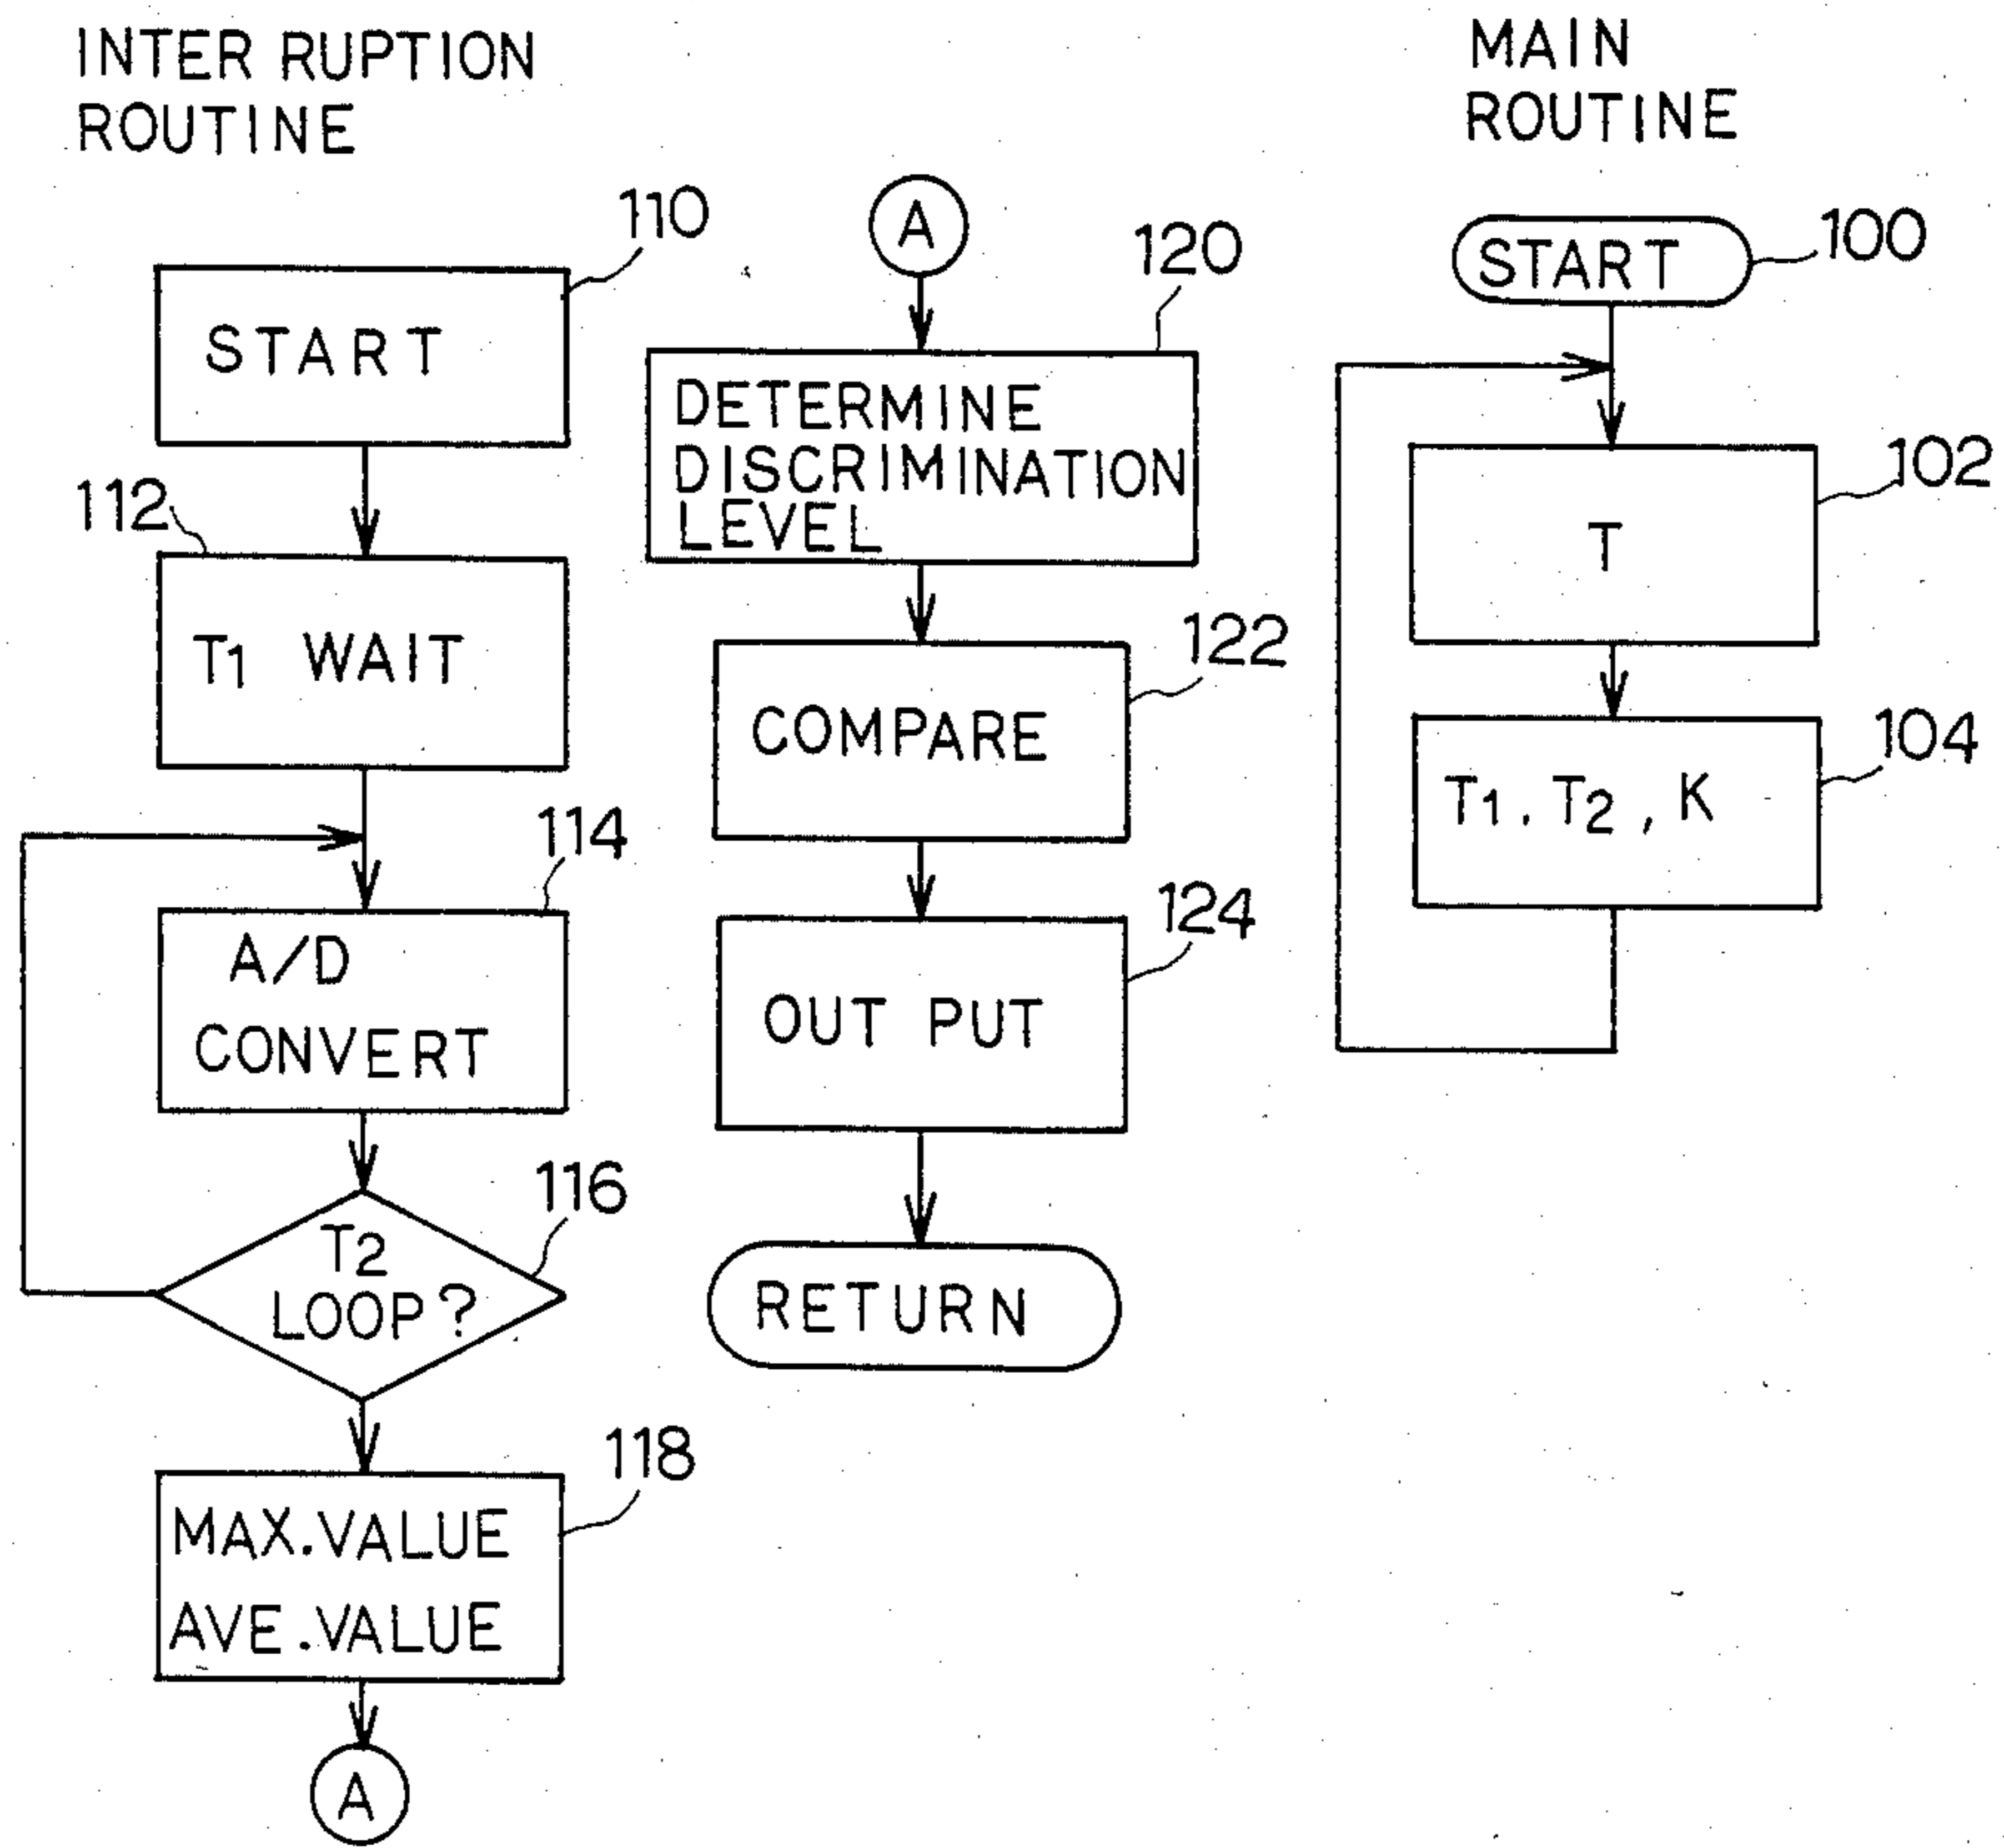 INTER RUPTION
ROUTINE
110
START
112
T1 WAIT
114
A/D
CONVERT
116
T2
LOOP?
118
MAX.VALUE
AVE.VALUE
A
A
120
DETERMINE
DISCRIMINATION
LEVEL
122
COMPARE
124
OUT PUT
RETURN
MAIN
ROUTINE
START
100
102
T
104
T1, T2, K